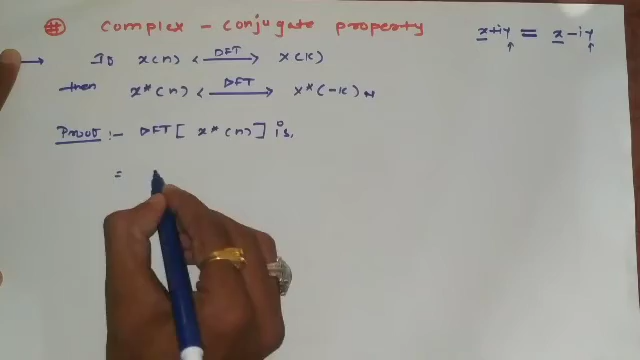 # Complex - conjugate property
x+iy = x-iy
If x(n) <--DFT--> X(k)
then x*(n) <--DFT--> X*(-k)N
Proof :- DFT[x*(n)] is,
=